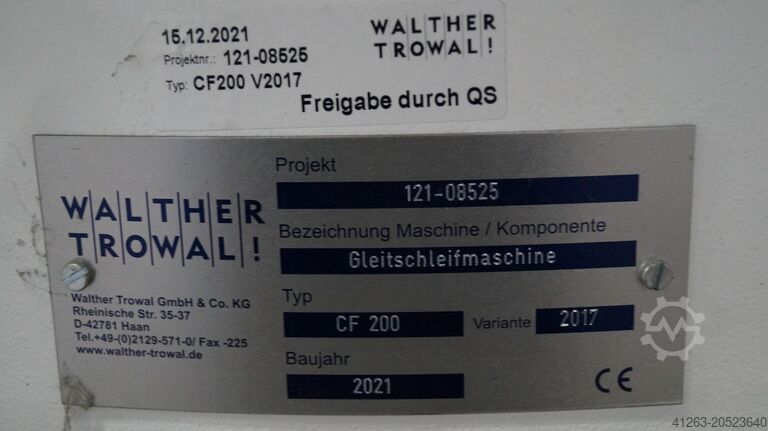 15.12.2021
Projektnr.: 121-08525
Typ: CF200 V2017
WALTHER
TROWAL!
Freigabe durch QS
WALTHER
TROWAL!
Walther Trowal GmbH & Co. KG
Rheinische Str. 35-37
D-42781 Haan
Tel.+49-(0)2129-571-0/ Fax -225
www.walther-trowal.de
Projekt
121-08525
Bezeichnung Maschine / Komponente
Gleitschleifmaschine
Typ
CF 200
Variante 2017
Baujahr
2021
CE
41263-20523640